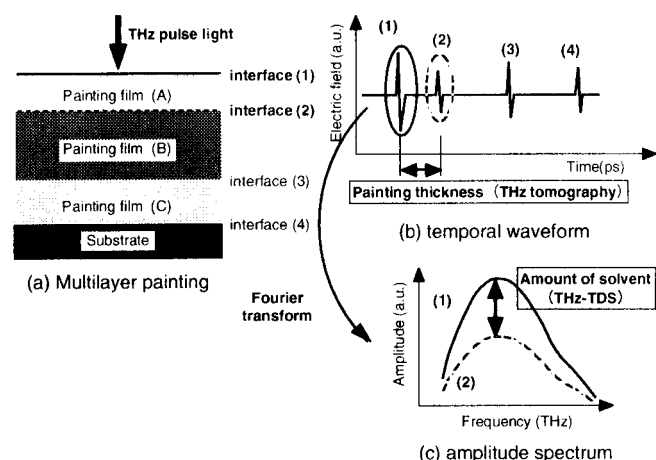 THz pulse light
interface (1)
Painting film (A)
interface (2)
Painting film (B)
interface (3)
Painting film (C)
interface (4)
Substrate
(a) Multilayer painting
(1)
(2)
(3)
(4)
Electric field (a.u.)
Time(ps)
Painting thickness (THz tomography)
(b) temporal waveform
Fourier
transform
Amount of solvent
(THz-TDS)
(1)
(2)
Amplitude (a.u.)
Frequency (THz)
(c) amplitude spectrum